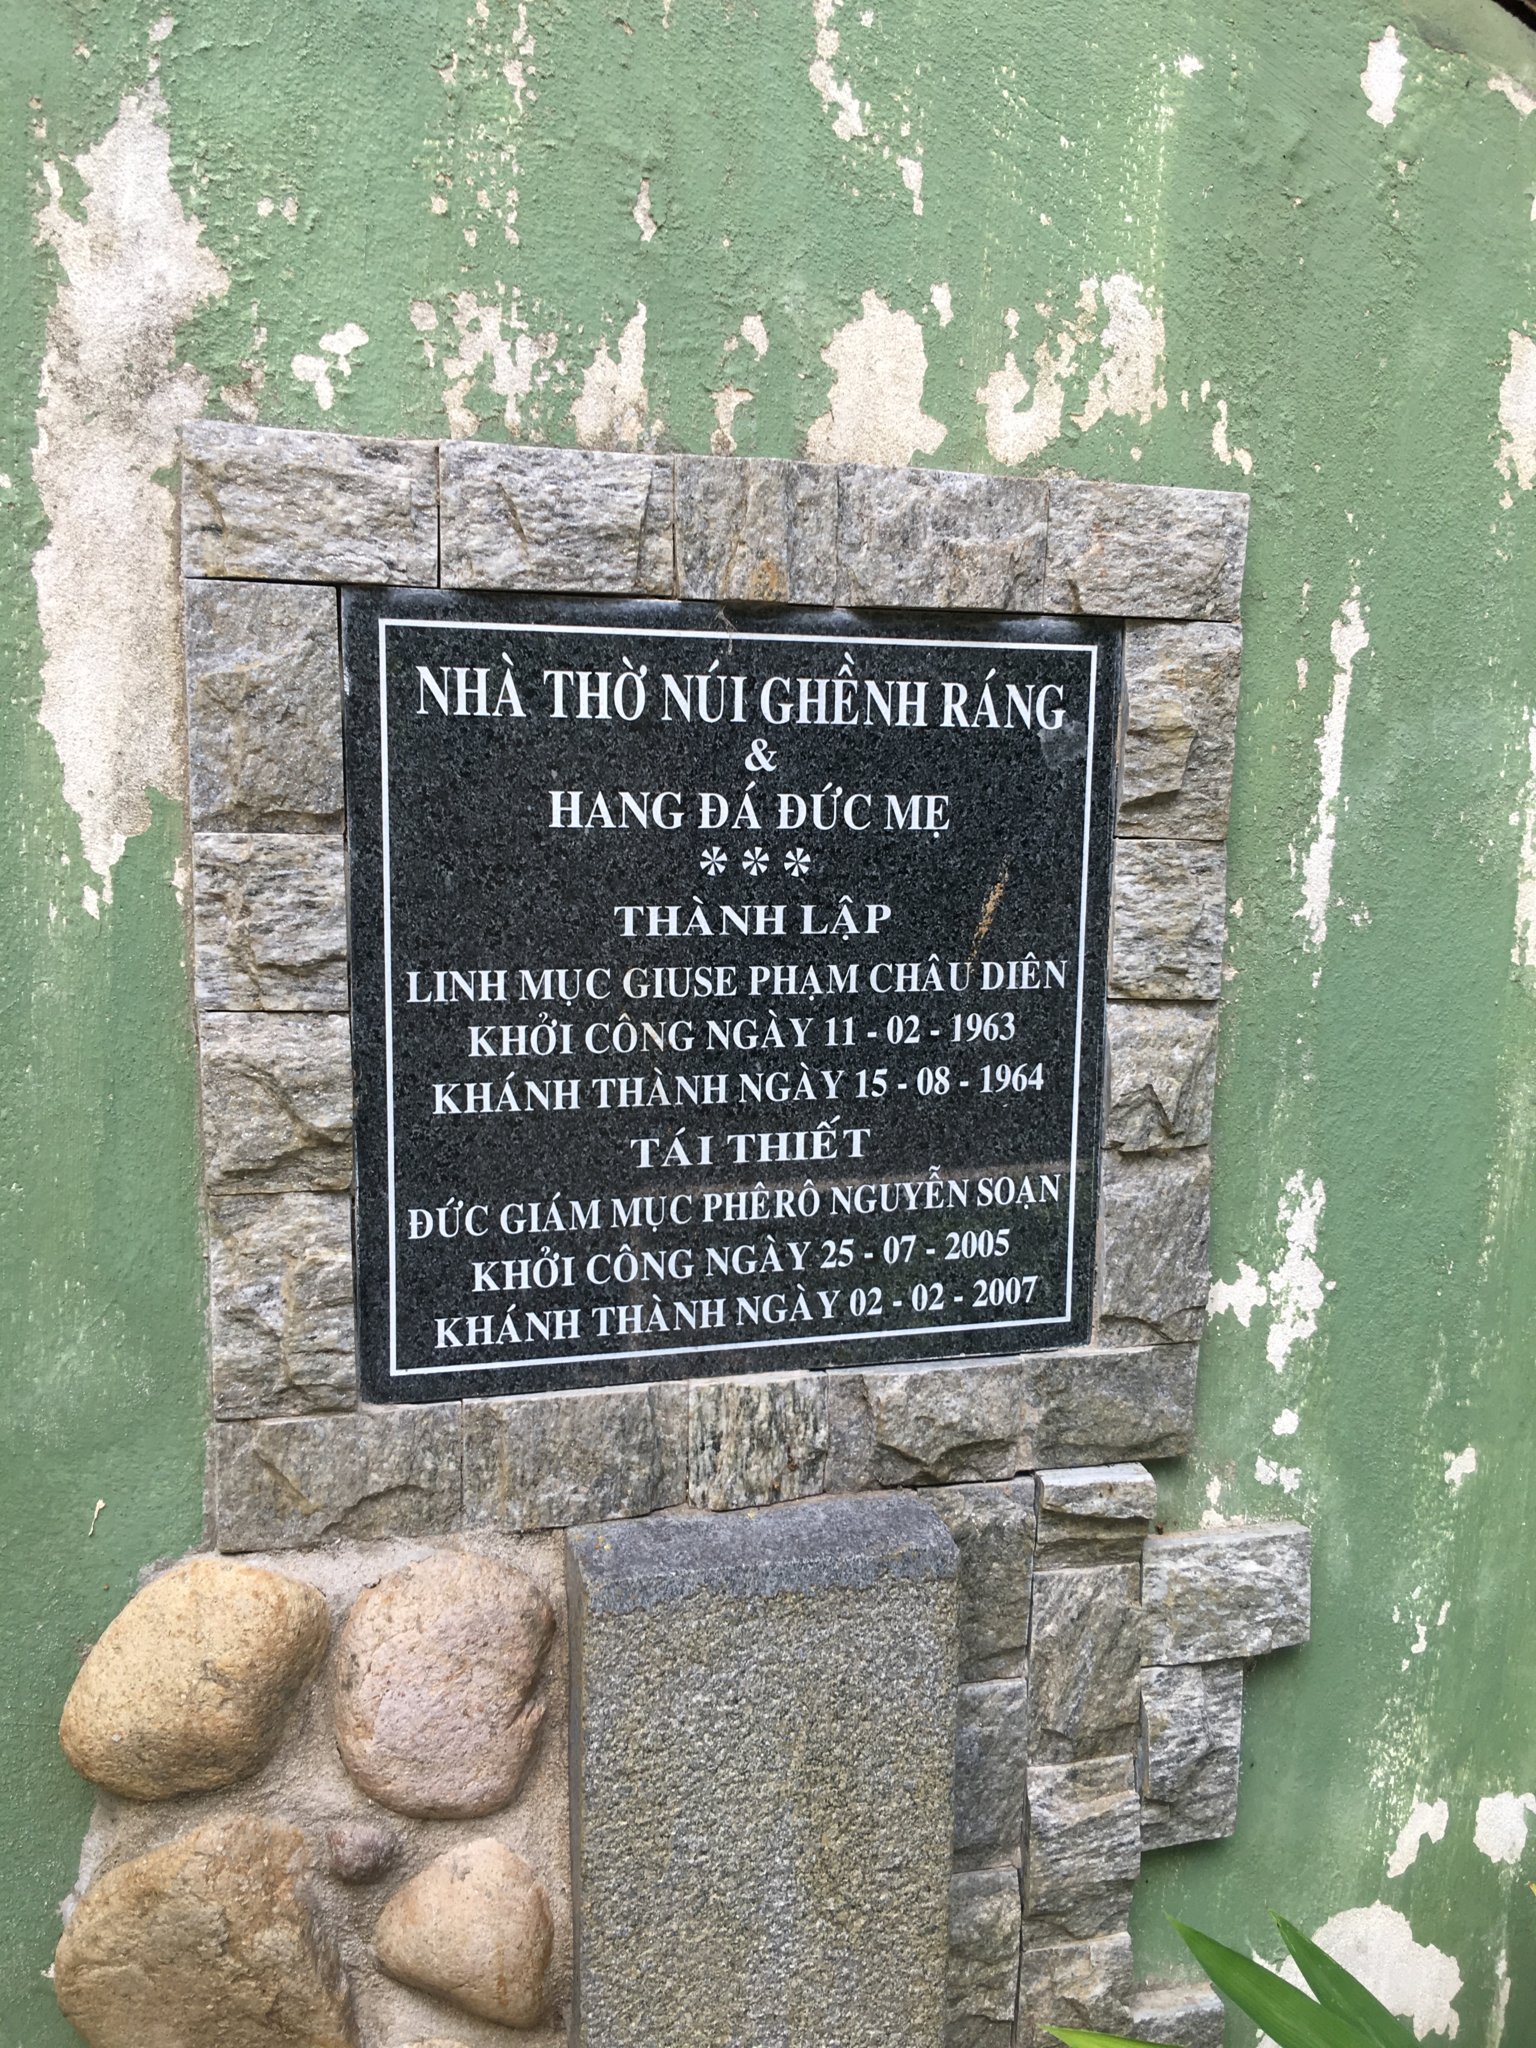 NHÀ THỜ NÚI GHỀNH RÁNG
&
HANG ĐÁ ĐỨC MẸ
THÀNH LẬP
LINH MỤC GIUSE PHẠM CHÂU DIÊN
KHỞI CÔNG NGÀY 11 - 02 - 1963
KHÁNH THÀNH NGÀY 15 - 08 - 1964
TÁI THIẾT
ĐỨC GIÁM MỤC PHÊRÔ NGUYỄN SOẠN
KHỞI CÔNG NGÀY 25 - 07 - 2005
KHÁNH THÀNH NGÀY 02 - 02 - 2007